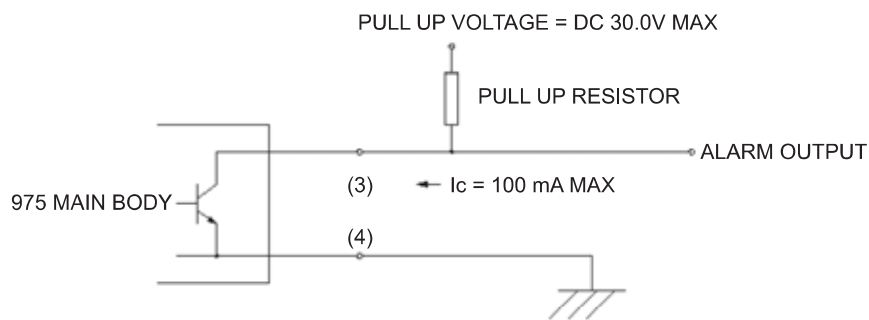 PULL UP VOLTAGE = DC 30.0V MAX
PULL UP RESISTOR
ALARM OUTPUT
(3)
Ic = 100 mA MAX
975 MAIN BODY
(4)